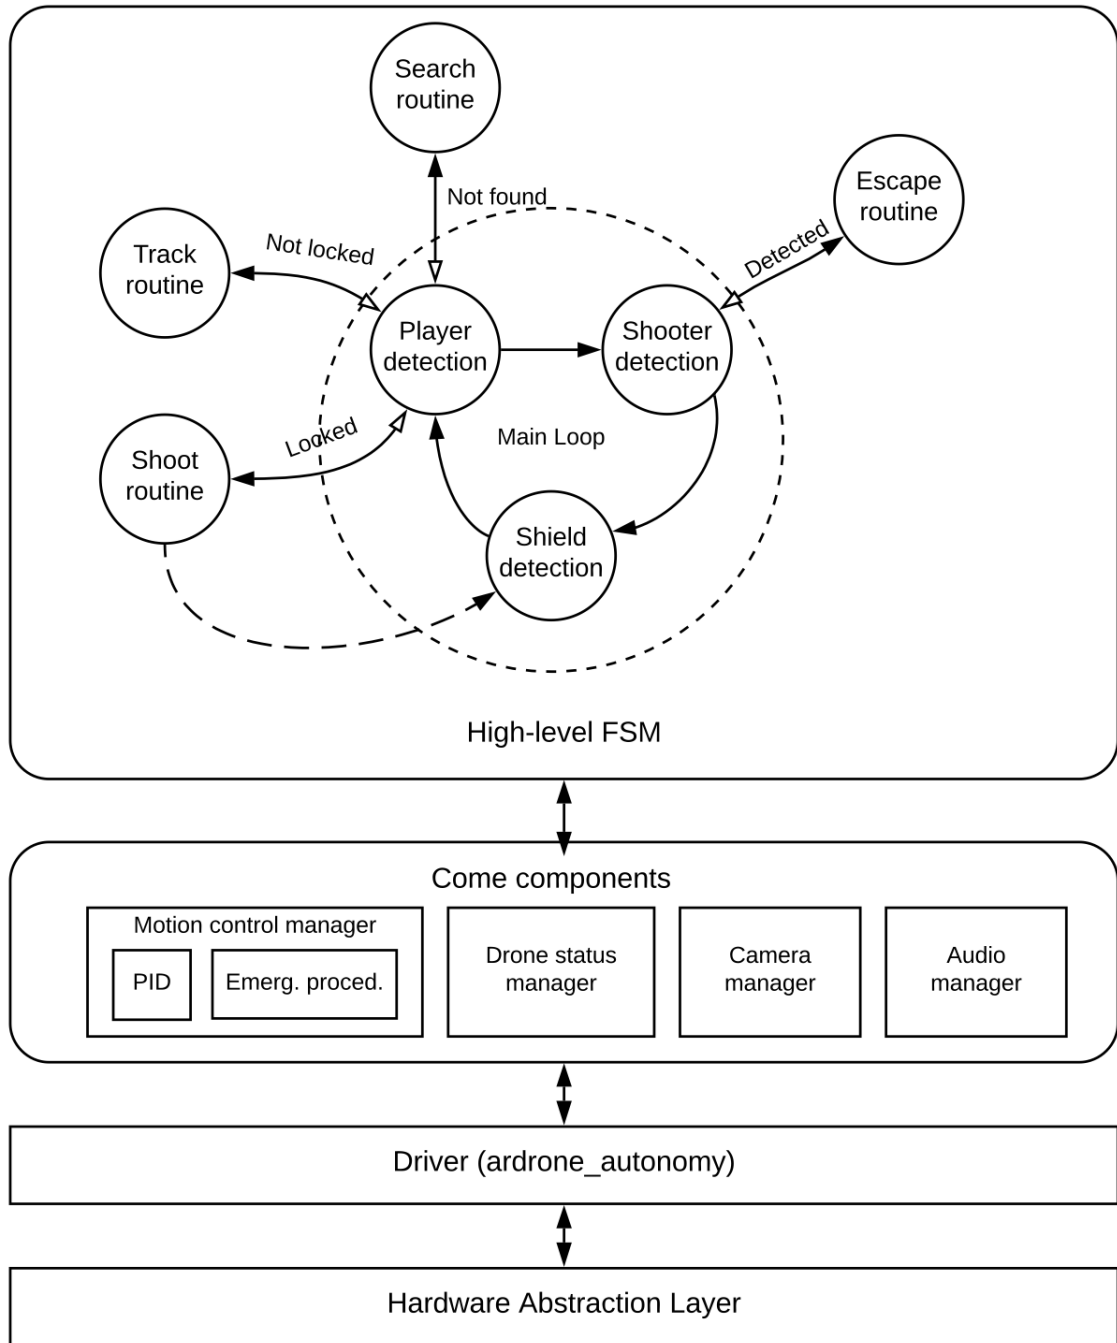 Search
routine
Not found
Escape
routine
Detected
Track
routine
Not locked
Player
detection
Shooter
detection
Locked
Main Loop
Shoot
routine
Shield
detection
High-level FSM
Come components
Motion control manager
PID
Emerg. proced.
Drone status
manager
Camera
manager
Audio
manager
Driver (ardrone_autonomy)
Hardware Abstraction Layer